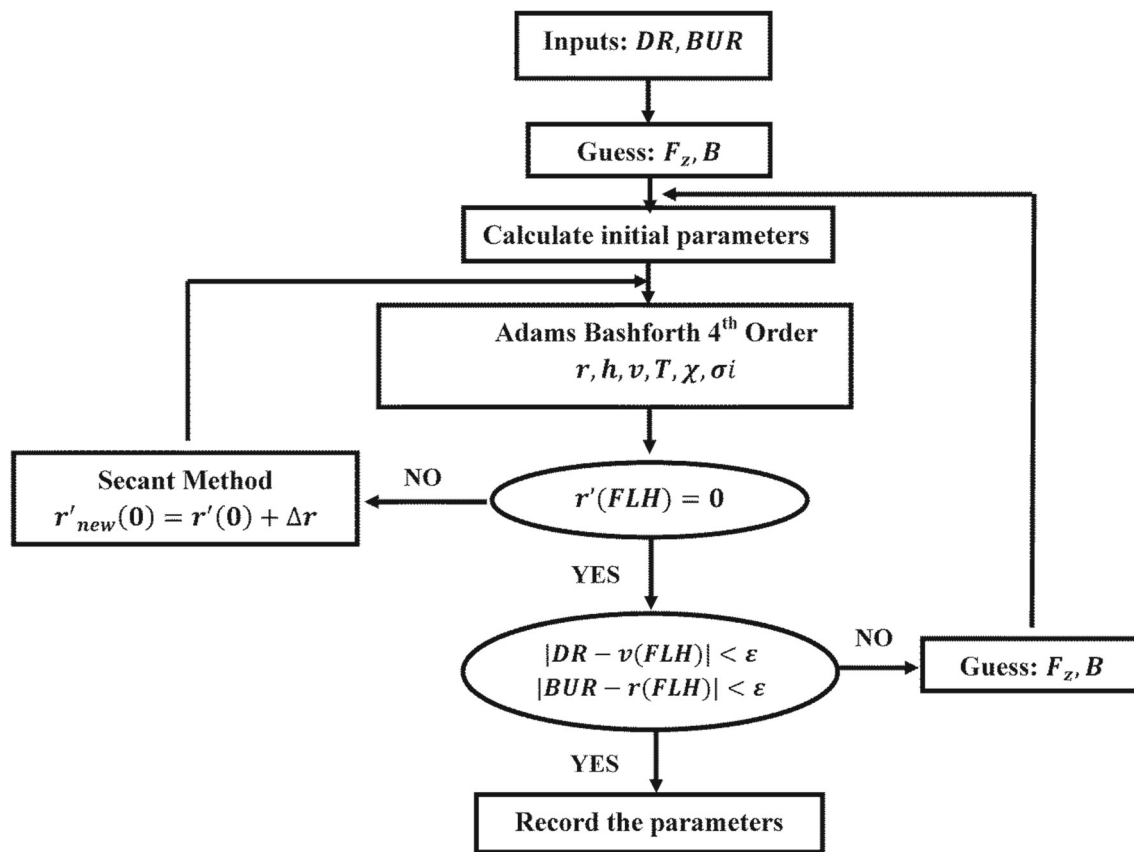 Inputs: DR, BUR
Guess: F_z, B
Calculate initial parameters
Adams Bashforth 4th Order
r, h, v, T, χ, σi
Secant Method
r'_new(0) = r'(0) + Δr
NO
r'(FLH) = 0
YES
|DR − v(FLH)| < ε
|BUR − r(FLH)| < ε
NO
Guess: F_z, B
YES
Record the parameters